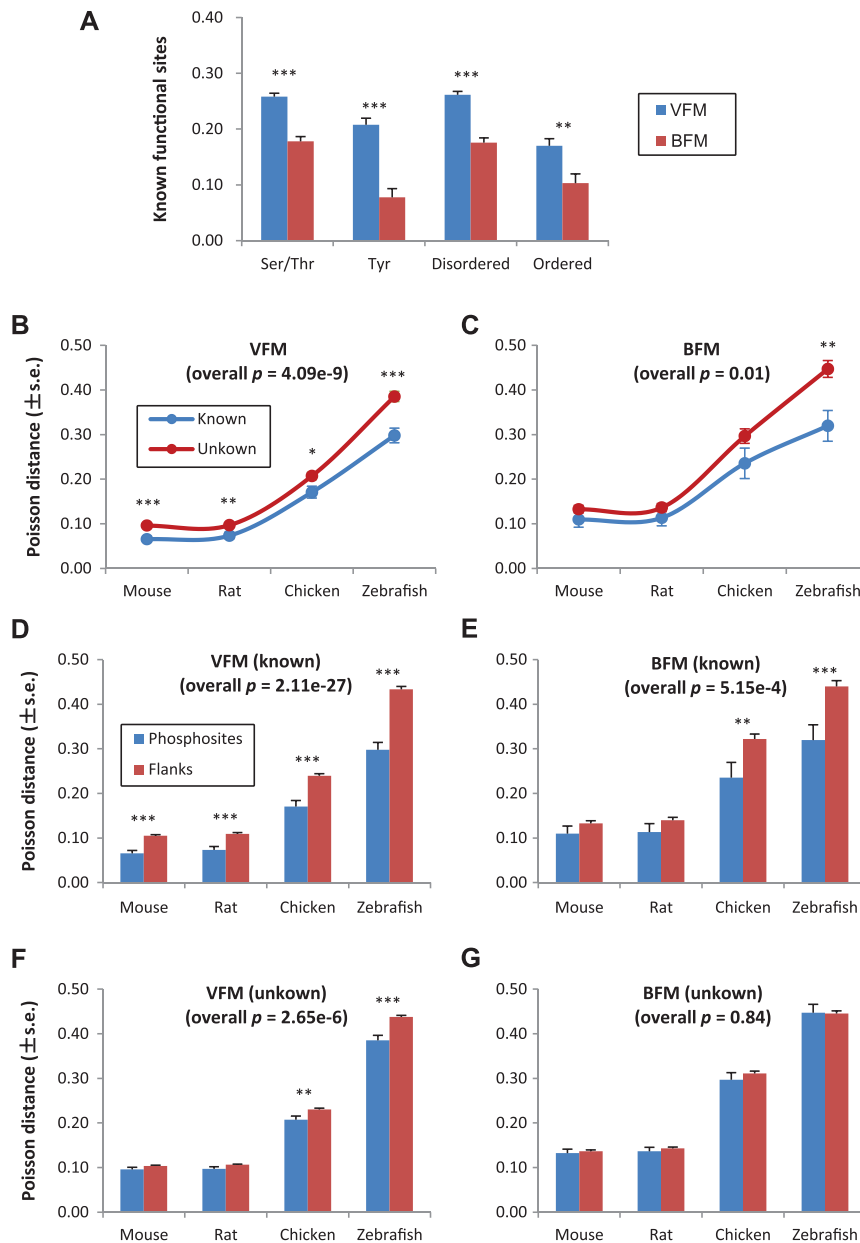 A
Known functional sites
0.40
0.30
0.20
0.10
0.00
***
***
***
**
Ser/Thr Tyr Disordered Ordered
VFM
BFM
B
Poisson distance (±s.e.)
0.50
0.40
0.30
0.20
0.10
0.00
VFM
(overall p = 4.09e-9)
Known
Unkown
***
**
*
***
Mouse Rat Chicken Zebrafish
C
0.50
0.40
0.30
0.20
0.10
0.00
BFM
(overall p = 0.01)
**
Mouse Rat Chicken Zebrafish
D
Poisson distance (±s.e.)
0.50
0.40
0.30
0.20
0.10
0.00
VFM (known)
(overall p = 2.11e-27)
Phosphosites
Flanks
***
***
***
***
Mouse Rat Chicken Zebrafish
E
0.50
0.40
0.30
0.20
0.10
0.00
BFM (known)
(overall p = 5.15e-4)
**
***
Mouse Rat Chicken Zebrafish
F
Poisson distance (±s.e.)
0.50
0.40
0.30
0.20
0.10
0.00
VFM (unkown)
(overall p = 2.65e-6)
**
***
Mouse Rat Chicken Zebrafish
G
0.50
0.40
0.30
0.20
0.10
0.00
BFM (unkown)
(overall p = 0.84)
Mouse Rat Chicken Zebrafish